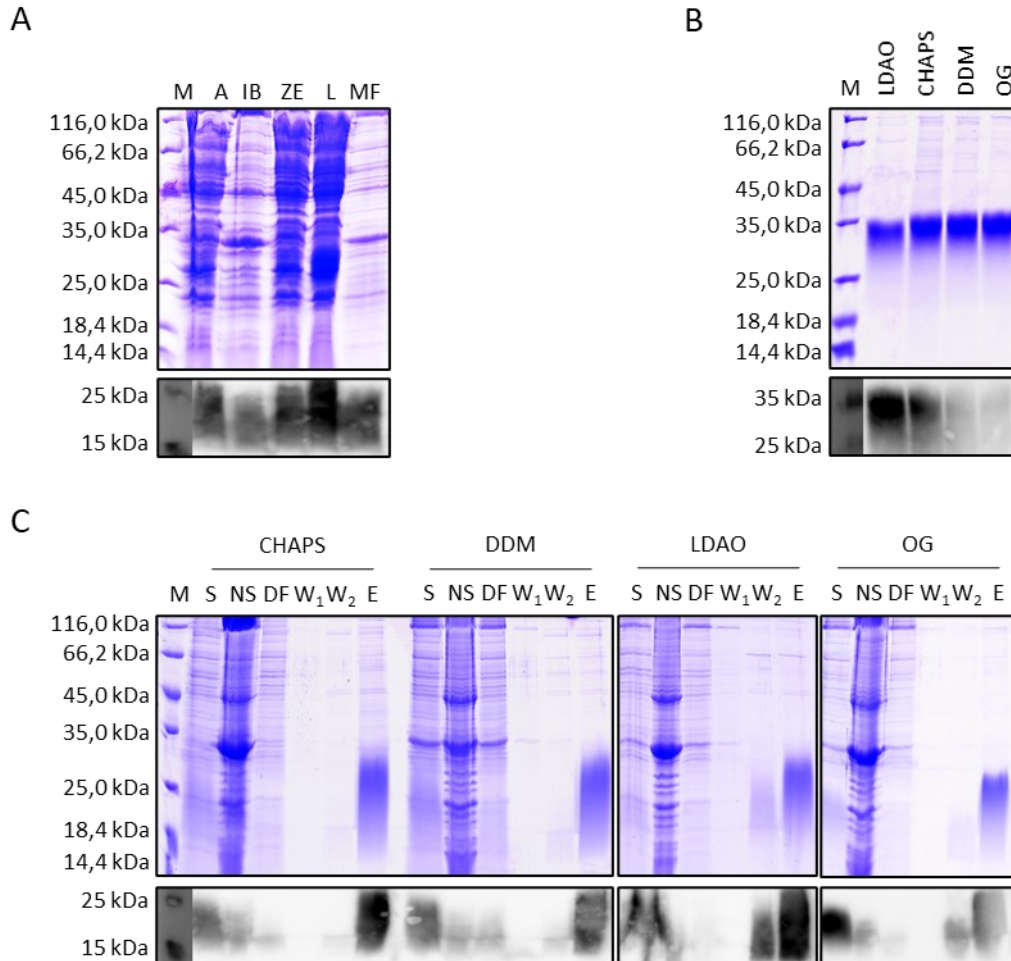 A
M A IB ZE L MF
116,0 kDa
66,2 kDa
45,0 kDa
35,0 kDa
25,0 kDa
18,4 kDa
14,4 kDa
25 kDa
15 kDa
B
M LDAO CHAPS DDM OG
116,0 kDa
66,2 kDa
45,0 kDa
35,0 kDa
25,0 kDa
18,4 kDa
14,4 kDa
35 kDa
25 kDa
C
CHAPS DDM LDAO OG
M S NS DF W₁ W₂ E S NS DF W₁ W₂ E S NS DF W₁ W₂ E S NS DF W₁ W₂ E
116,0 kDa
66,2 kDa
45,0 kDa
35,0 kDa
25,0 kDa
18,4 kDa
14,4 kDa
25 kDa
15 kDa